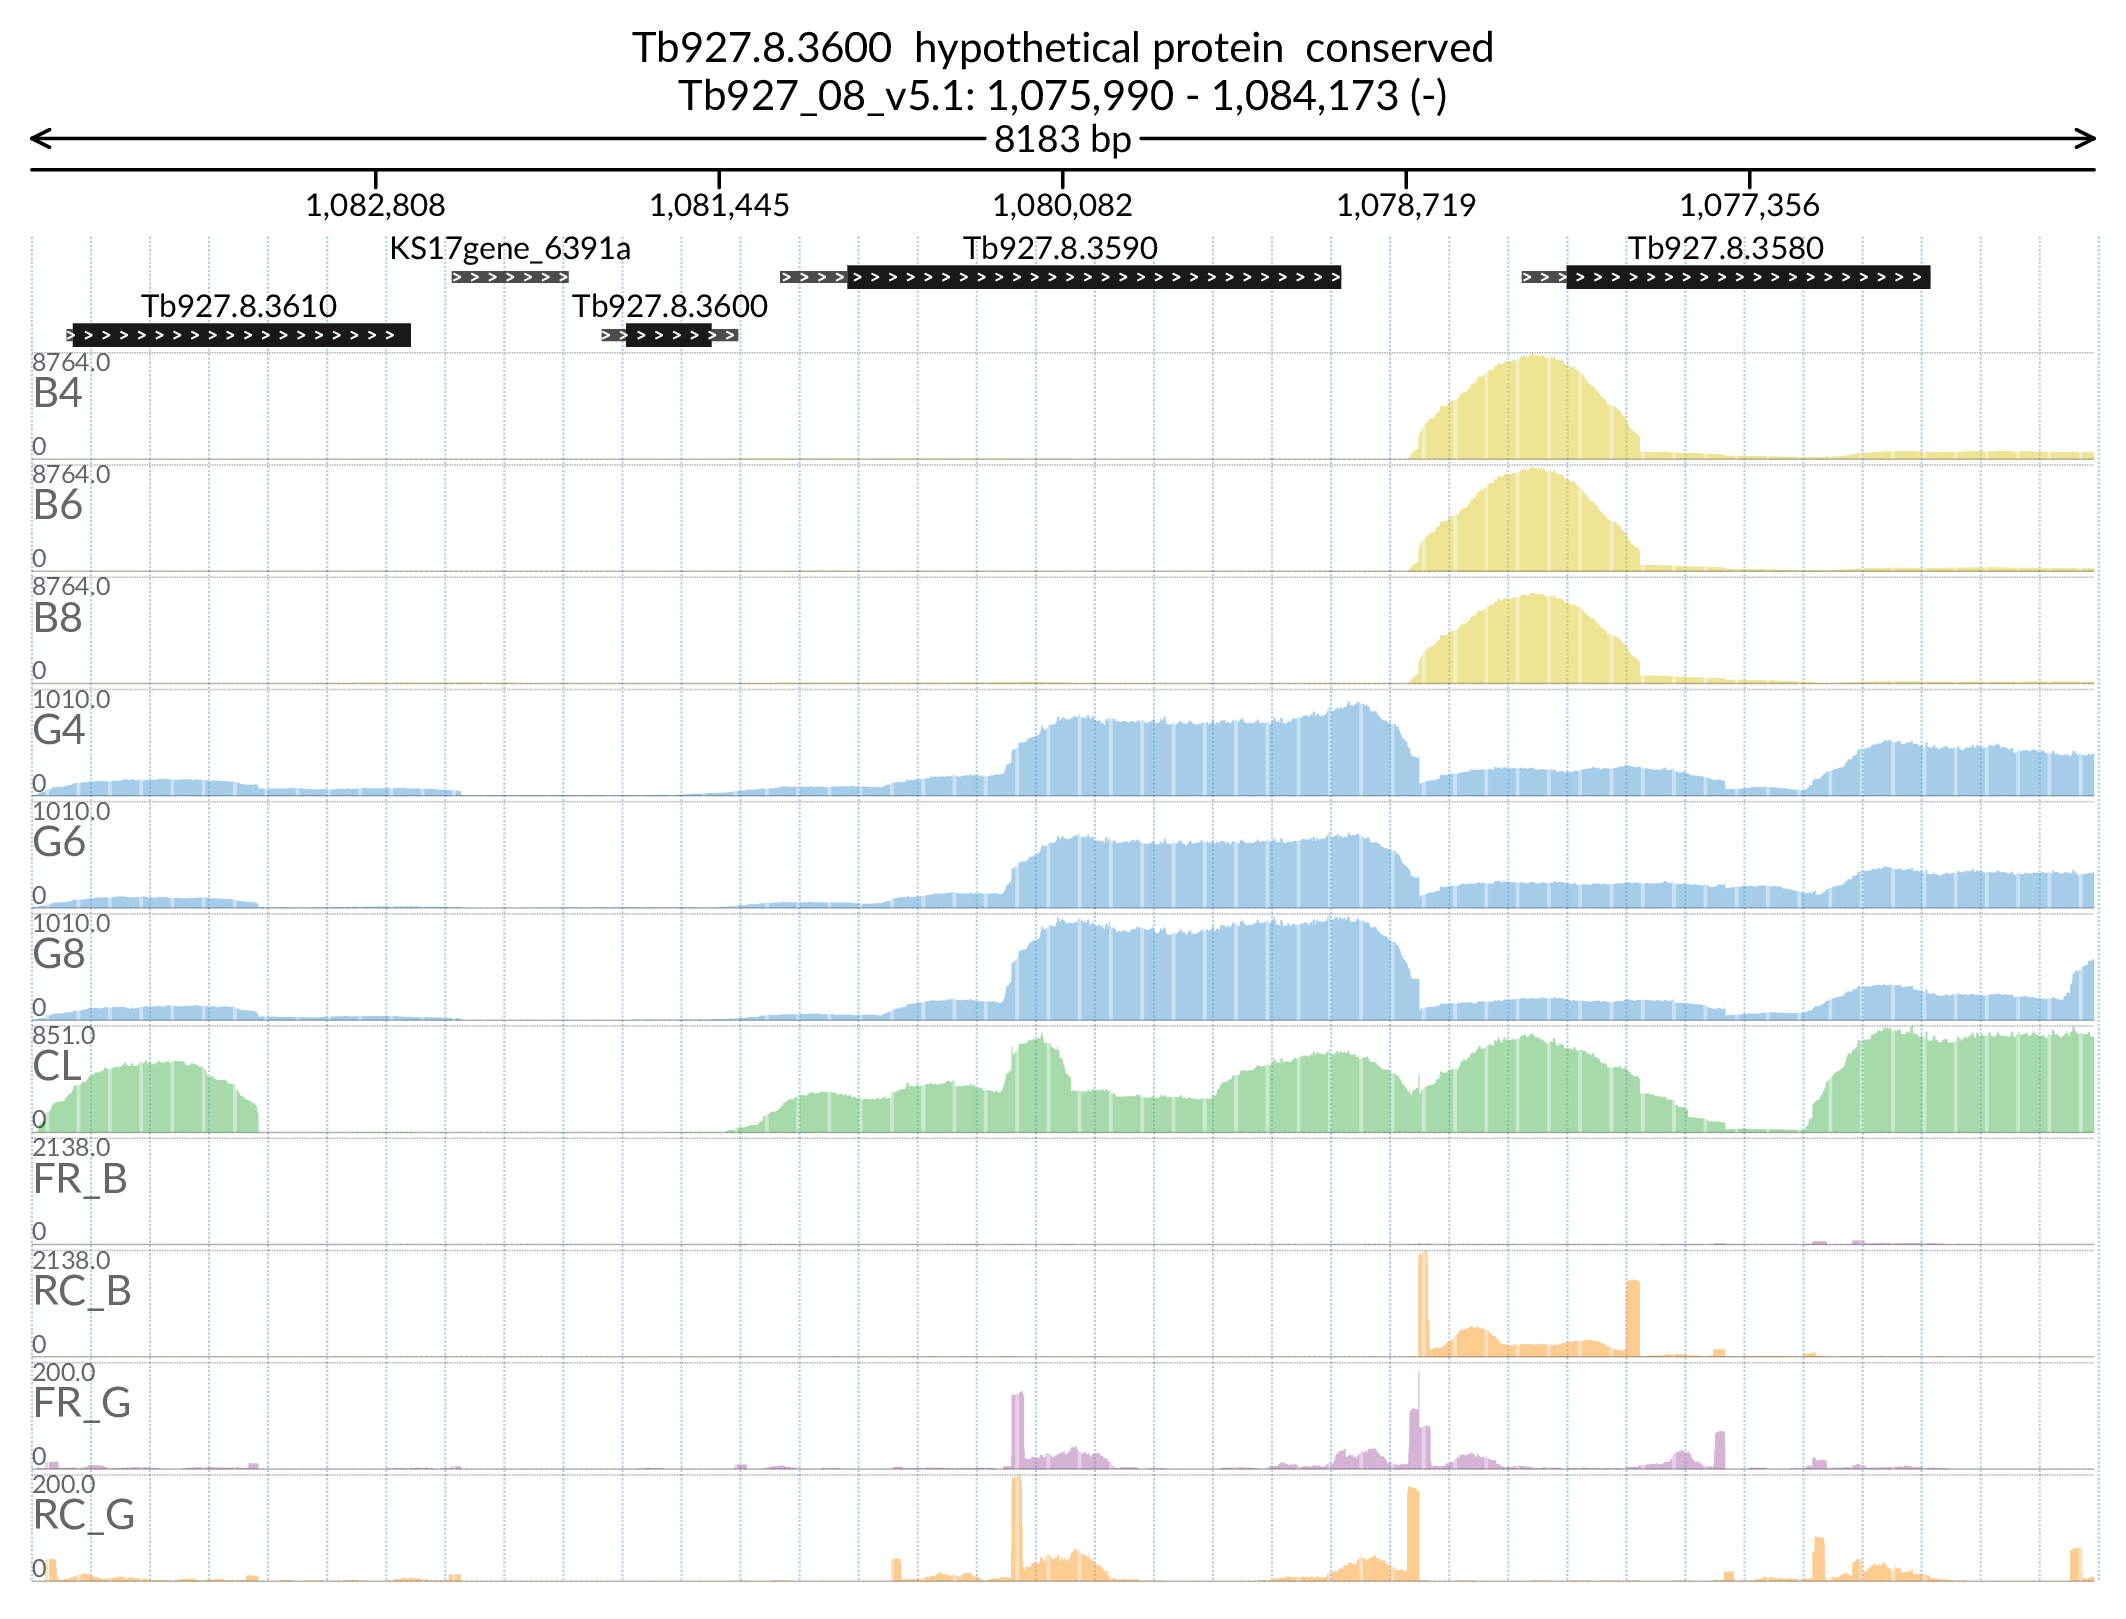 Tb927.8.3600 hypothetical protein conserved
Tb927_08_v5.1: 1,075,990 - 1,084,173 (-)
8183 bp
1,082,808 1,081,445 1,080,082 1,078,719 1,077,356
KS17gene_6391a Tb927.8.3590 Tb927.8.3580
Tb927.8.3610 Tb927.8.3600
8764.0
B4
0
8764.0
B6
0
8764.0
B8
0
1010.0
G4
0
1010.0
G6
0
1010.0
G8
0
851.0
CL
0
2138.0
FR_B
0
2138.0
RC_B
0
200.0
FR_G
0
200.0
RC_G
0